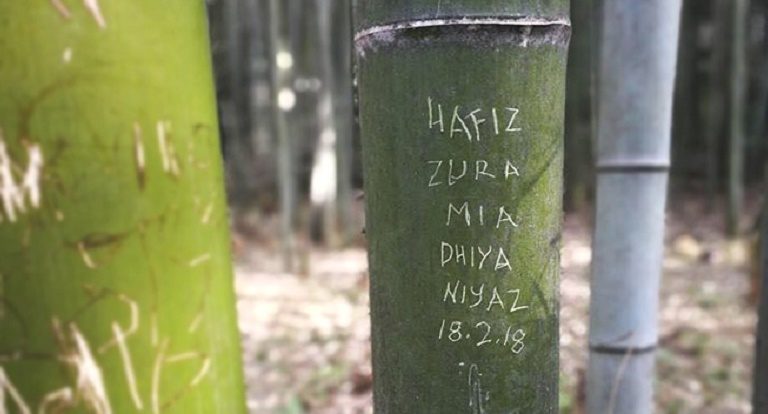 HAFIZ
ZURA
MIA
DHIYA
NIYAZ
18.2.18